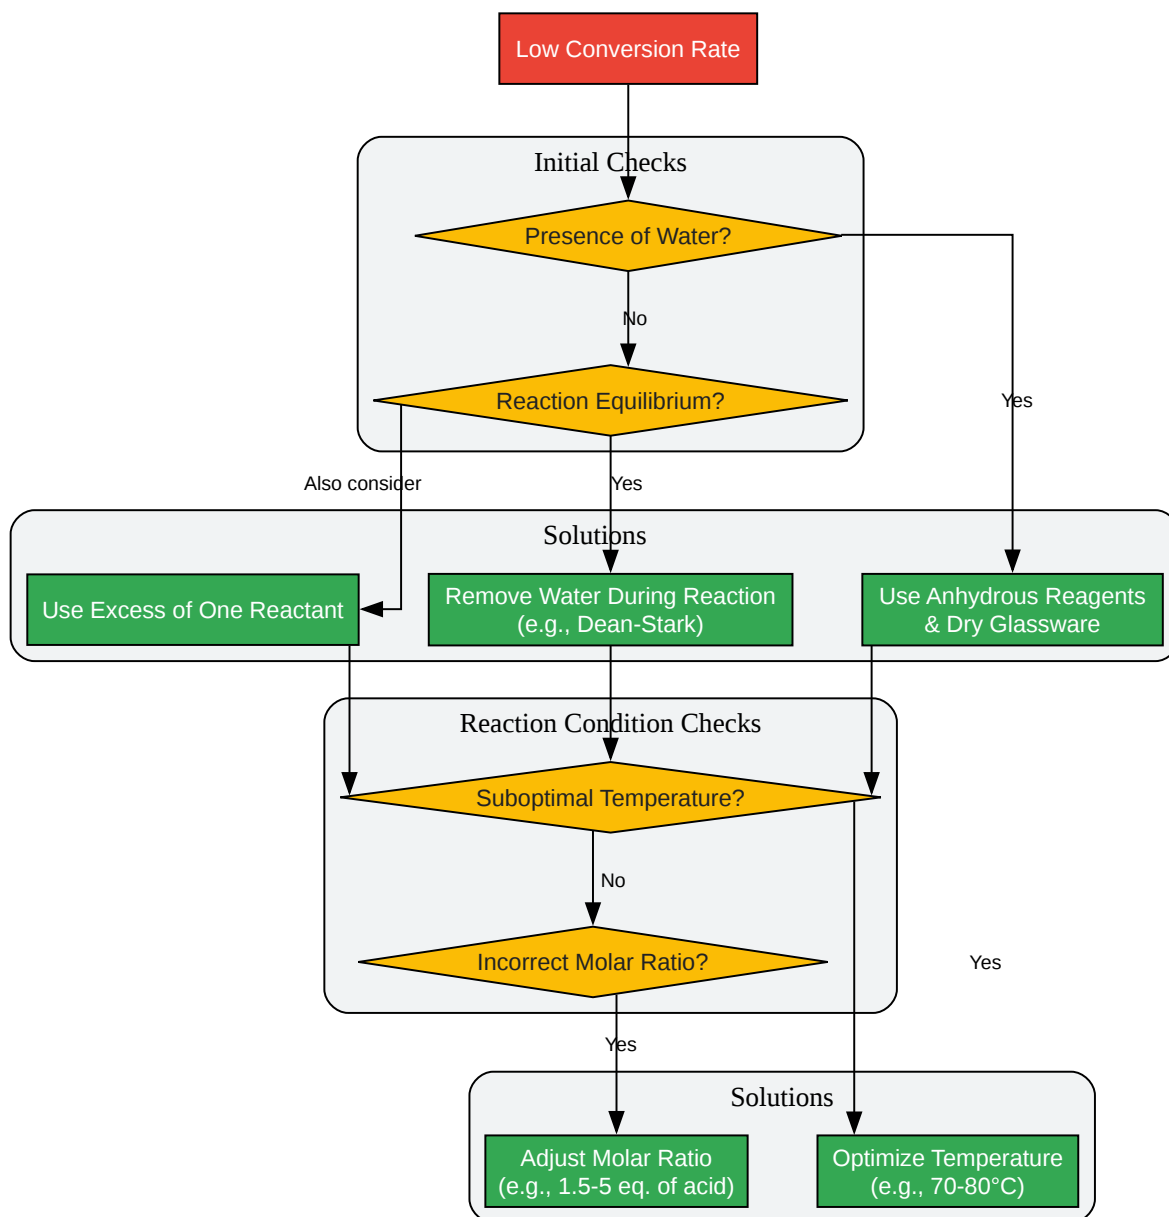 Low Conversion Rate
Initial Checks
Presence of Water?
No
Reaction Equilibrium?
Yes
Also consider
Yes
Solutions
Use Excess of One Reactant
Remove Water During Reaction
(e.g., Dean-Stark)
Use Anhydrous Reagents
& Dry Glassware
Reaction Condition Checks
Suboptimal Temperature?
No
Incorrect Molar Ratio?
Yes
Yes
Solutions
Adjust Molar Ratio
(e.g., 1.5-5 eq. of acid)
Optimize Temperature
(e.g., 70-80°C)